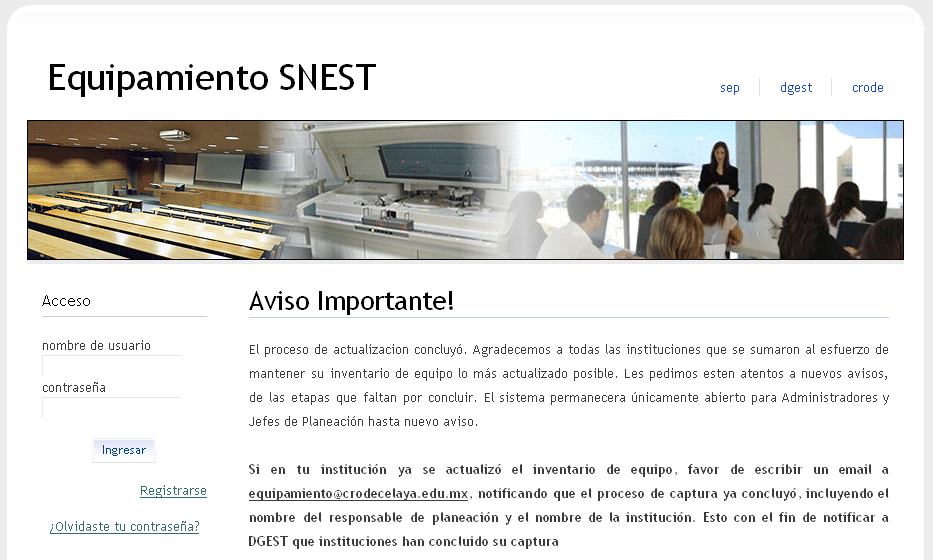 Equipamiento SNEST
sep
dgest
crode
Acceso
nombre de usuario
contraseña
Ingresar
Registrarse
¿Olvidaste tu contraseña?
Aviso Importante!
El proceso de actualizacion concluyó. Agradecemos a todas las instituciones que se sumaron al esfuerzo de
mantener su inventario de equipo lo más actualizado posible. Les pedimos esten atentos a nuevos avisos,
de las etapas que faltan por concluir. El sistema permanecera únicamente abierto para Administradores y
Jefes de Planeación hasta nuevo aviso.
Si en tu institución ya se actualizó el inventario de equipo, favor de escribir un email a
equipamiento@crodecelaya.edu.mx, notificando que el proceso de captura ya concluyó, incluyendo el
nombre del responsable de planeación y el nombre de la institución. Esto con el fin de notificar a
DGEST que instituciones han concluido su captura